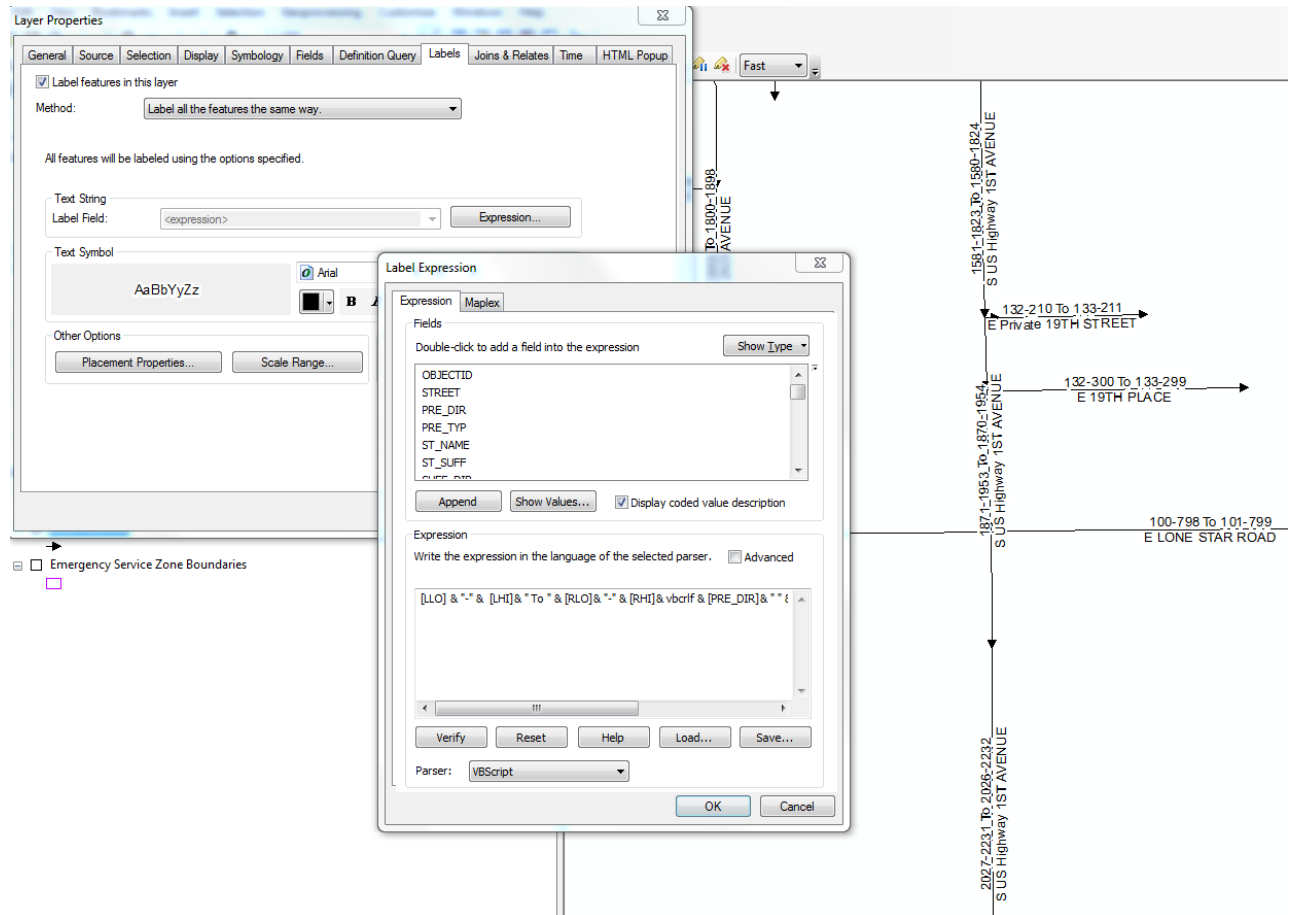 Layer Properties
General Source Selection Display Symbology Fields Definition Query Labels Joins & Relates Time HTML Popup
Label features in this layer
Method: Label all the features the same way.
All features will be labeled using the options specified.
Text String
Label Field: <expression> Expression...
Text Symbol
AaBbYyZz
Arial
B
Other Options
Placement Properties... Scale Range...
Emergency Service Zone Boundaries
Label Expression
Expression Maplex
Fields
Double-click to add a field into the expression Show Type
OBJECTID
STREET
PRE_DIR
PRE_TYP
ST_NAME
ST_SUFF
SUFF_DIR
Append Show Values... Display coded value description
Expression
Write the expression in the language of the selected parser. Advanced
[LLO] & "-" & [LHI]& " To " & [RLO]& "-" & [RHI]& vbcrlf & [PRE_DIR]& " " &
Verify Reset Help Load... Save...
Parser: VBScript
OK Cancel
Fast
To 1800-1898
AVENUE
1581-1823 To 1580-1824
S US Highway 1ST AVENUE
132-210 To 133-211
E Private 19TH STREET
132-300 To 133-299
E 19TH PLACE
1871-1953 To 1870-1954
S US Highway 1ST AVENUE
100-798 To 101-799
E LONE STAR ROAD
2027-2231 To 2026-2232
S US Highway 1ST AVENUE